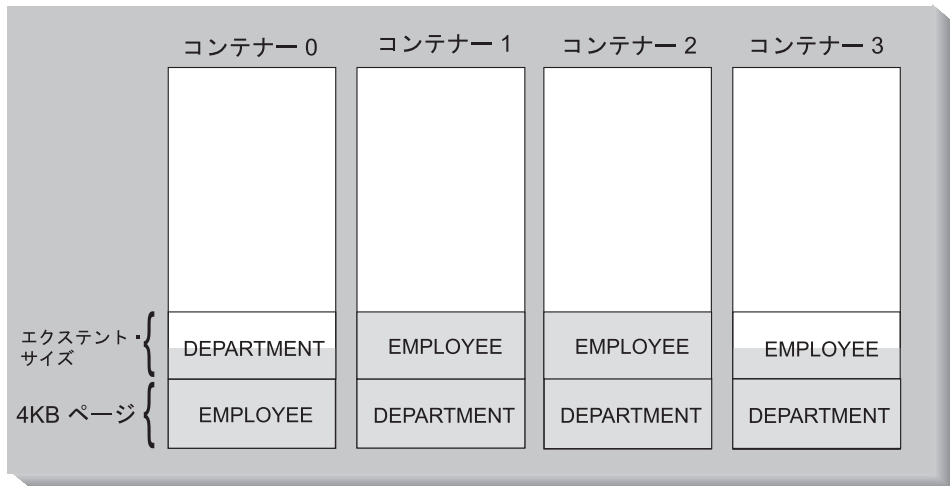 コンテナー 0
コンテナー 1
コンテナー 2
コンテナー 3
エクステント・
サイズ
DEPARTMENT
EMPLOYEE
EMPLOYEE
EMPLOYEE
4KB ページ
EMPLOYEE
DEPARTMENT
DEPARTMENT
DEPARTMENT